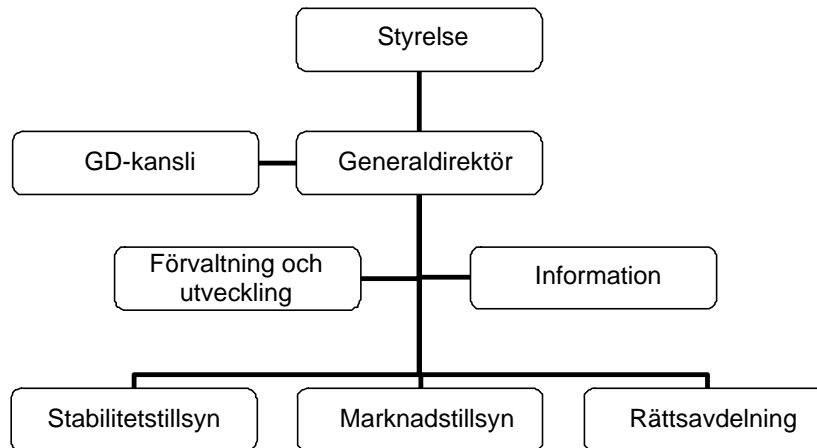 Styrelse
GD-kansli
Generaldirektör
Förvaltning och
utveckling
Information
Stabilitetstillsyn
Marknadstillsyn
Rättsavdelning